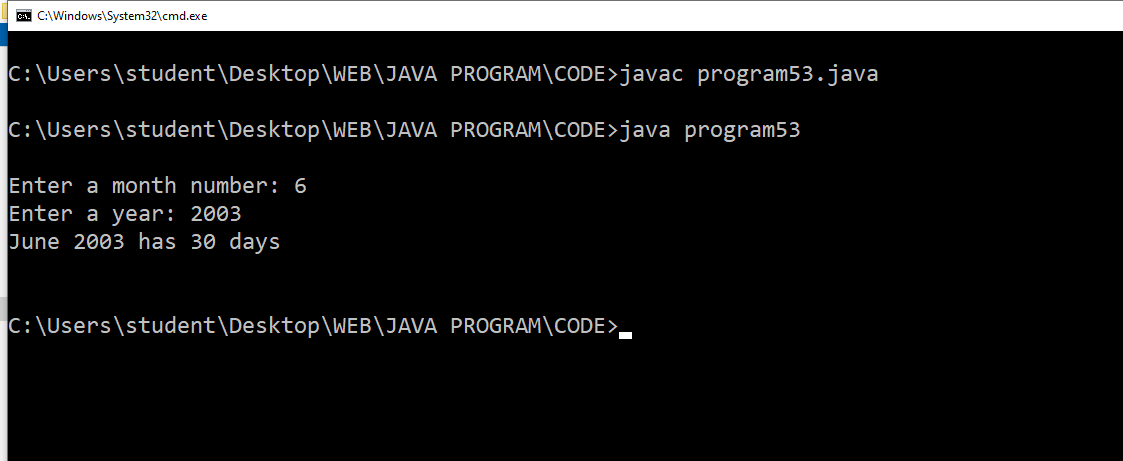 C:\Windows\System32\cmd.exe
C:\Users\student\Desktop\WEB\JAVA PROGRAM\CODE>javac program53.java
C:\Users\student\Desktop\WEB\JAVA PROGRAM\CODE>java program53
Enter a month number: 6
Enter a year: 2003
June 2003 has 30 days
C:\Users\student\Desktop\WEB\JAVA PROGRAM\CODE>